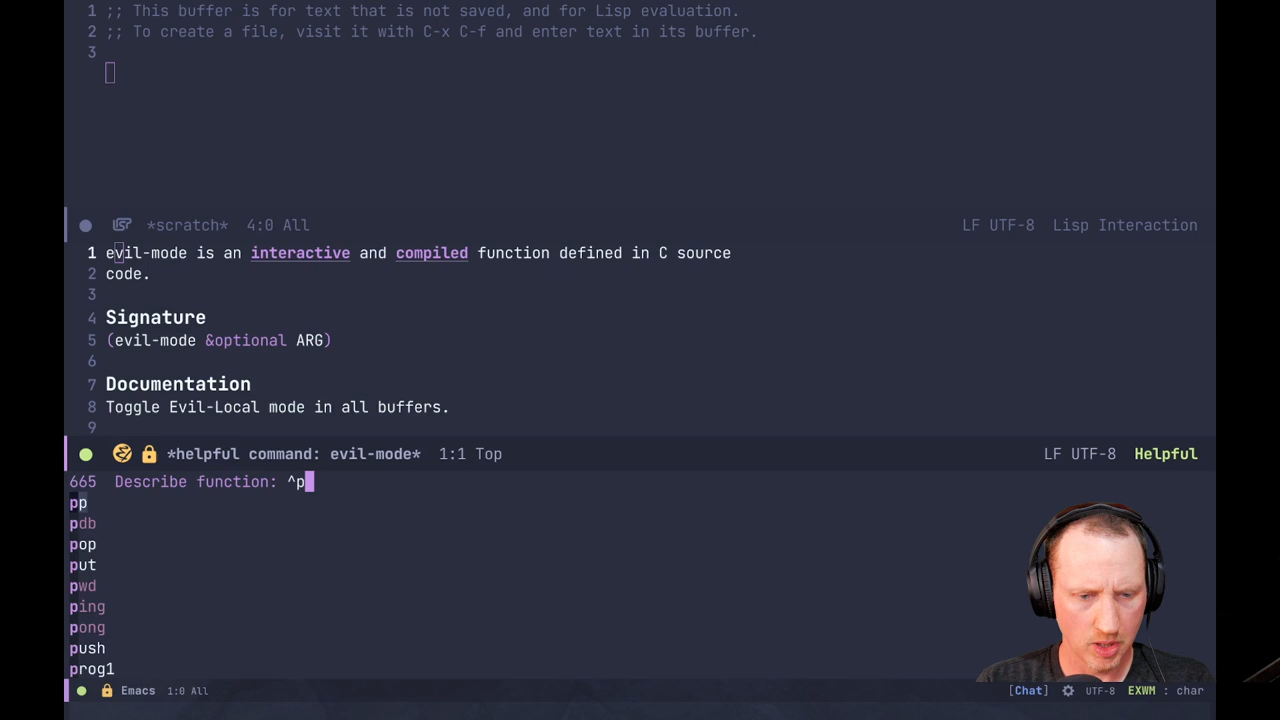 1 ;; This buffer is for text that is not saved, and for Lisp evaluation.
2 ;; To create a file, visit it with C-x C-f and enter text in its buffer.
3
*scratch* 4:0 All LF UTF-8 Lisp Interaction
1 evil-mode is an interactive and compiled function defined in C source
2 code.
3
4 Signature
5 (evil-mode &optional ARG)
6
7 Documentation
8 Toggle Evil-Local mode in all buffers.
9
*helpful command: evil-mode* 1:1 Top LF UTF-8 Helpful
665 Describe function: ^p
pp
pdb
pop
put
pwd
ping
pong
push
prog1
Emacs 1:0 All [Chat] UTF-8 EXWM : char